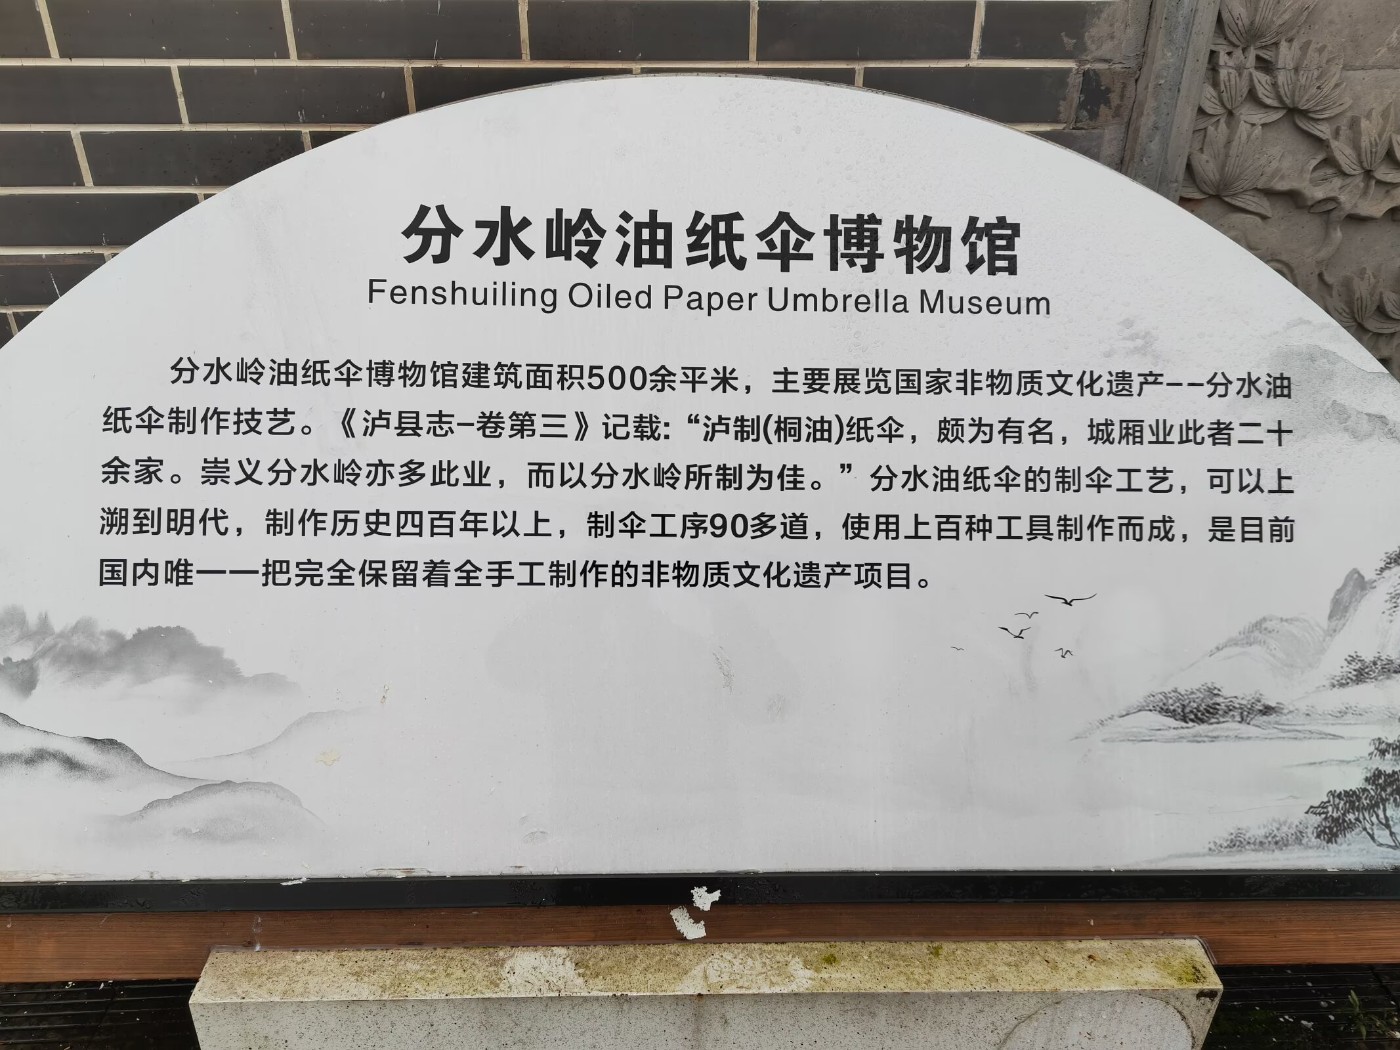 分水岭油纸伞博物馆
Fenshuiling Oiled Paper Umbrella Museum
分水岭油纸伞博物馆建筑面积500余平米，主要展览国家非物质文化遗产--分水油
纸伞制作技艺。《泸县志-卷第三》记载：“泸制(桐油)纸伞，颇为有名，城厢业此者二十
余家。崇义分水岭亦多此业，而以分水岭所制为佳。”分水油纸伞的制伞工艺，可以上
溯到明代，制作历史四百年以上，制伞工序90多道，使用上百种工具制作而成，是目前
国内唯一一把完全保留着全手工制作的非物质文化遗产项目。